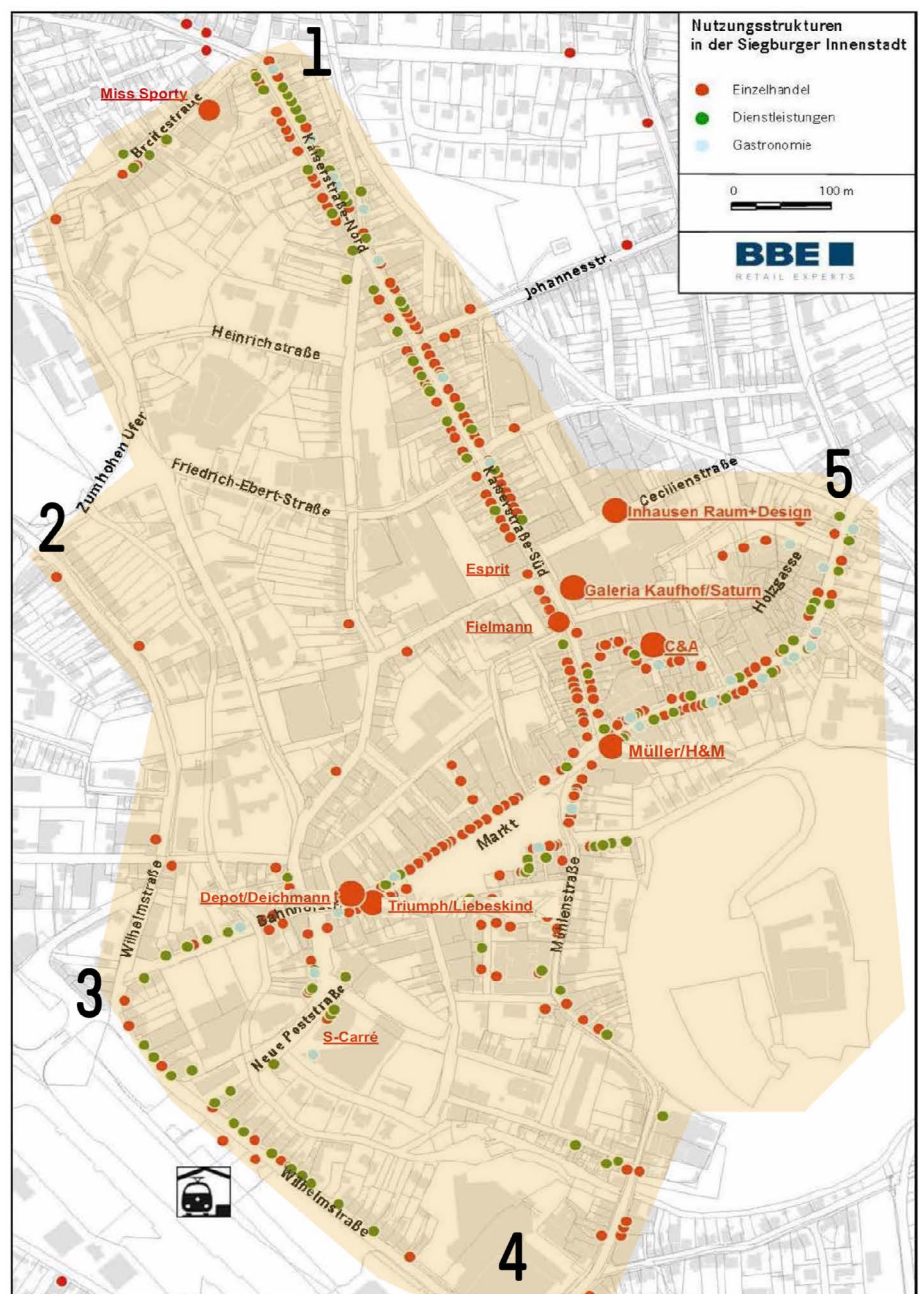 Nutzungsstrukturen
in der Siegburger Innenstadt
Einzelhandel
Dienstleistungen
Gastronomie
0 100 m
BBE
RETAIL EXPERTS
1
Miss Sporty
Breitestraße
Kaiserstraße-Nord
Johannesstr.
Heinrichstraße
Zumhohen Ufer
Friedrich-Ebert-Straße
2
Kaiserstraße-Süd
Cecilienstraße
5
Inhausen Raum+Design
Esprit
Galeria Kaufhof/Saturn
Holzgasse
Fielmann
C&A
Müller/H&M
Markt
Mühlenstraße
Wilhelmstraße
Depot/Deichmann
Triumph/Liebeskind
3
Neue Poststraße
S-Carré
Wilhelmstraße
4